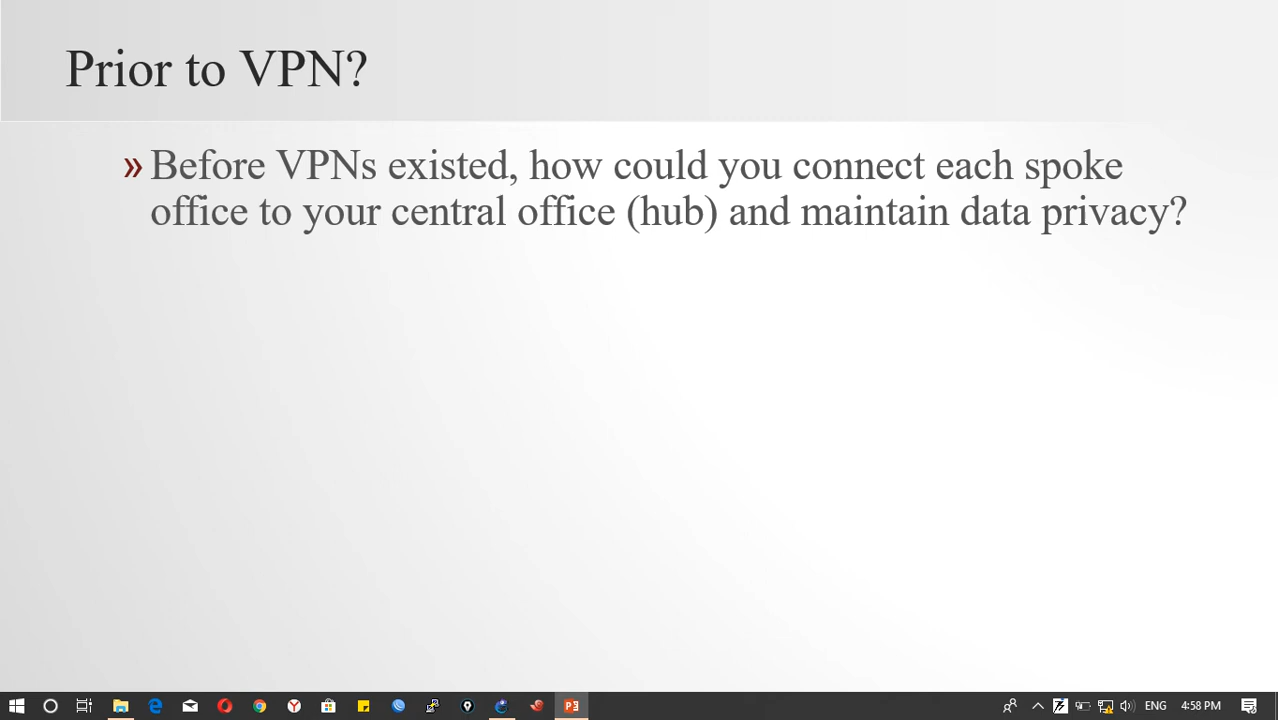 Prior to VPN?
» Before VPNs existed, how could you connect each spoke
office to your central office (hub) and maintain data privacy?
ENG 4:58 PM